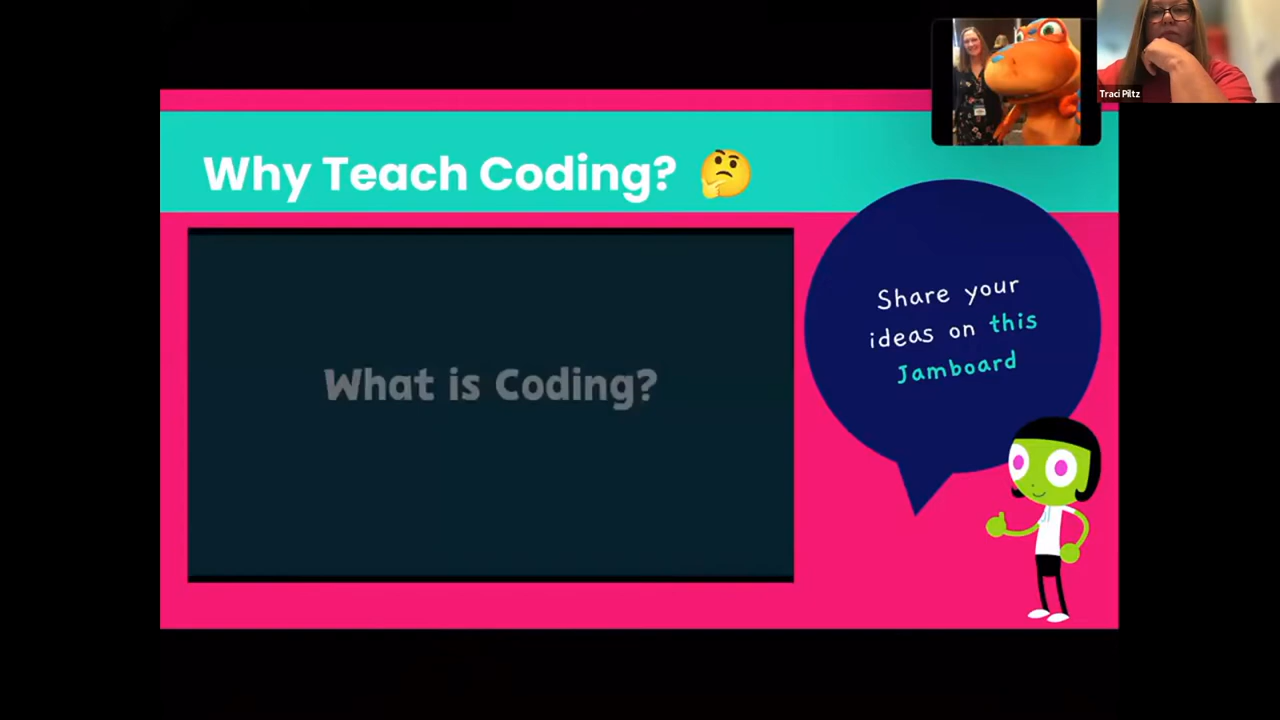 Traci Piltz
Why Teach Coding? 🤔
What is Coding?
Share your
ideas on this
Jamboard